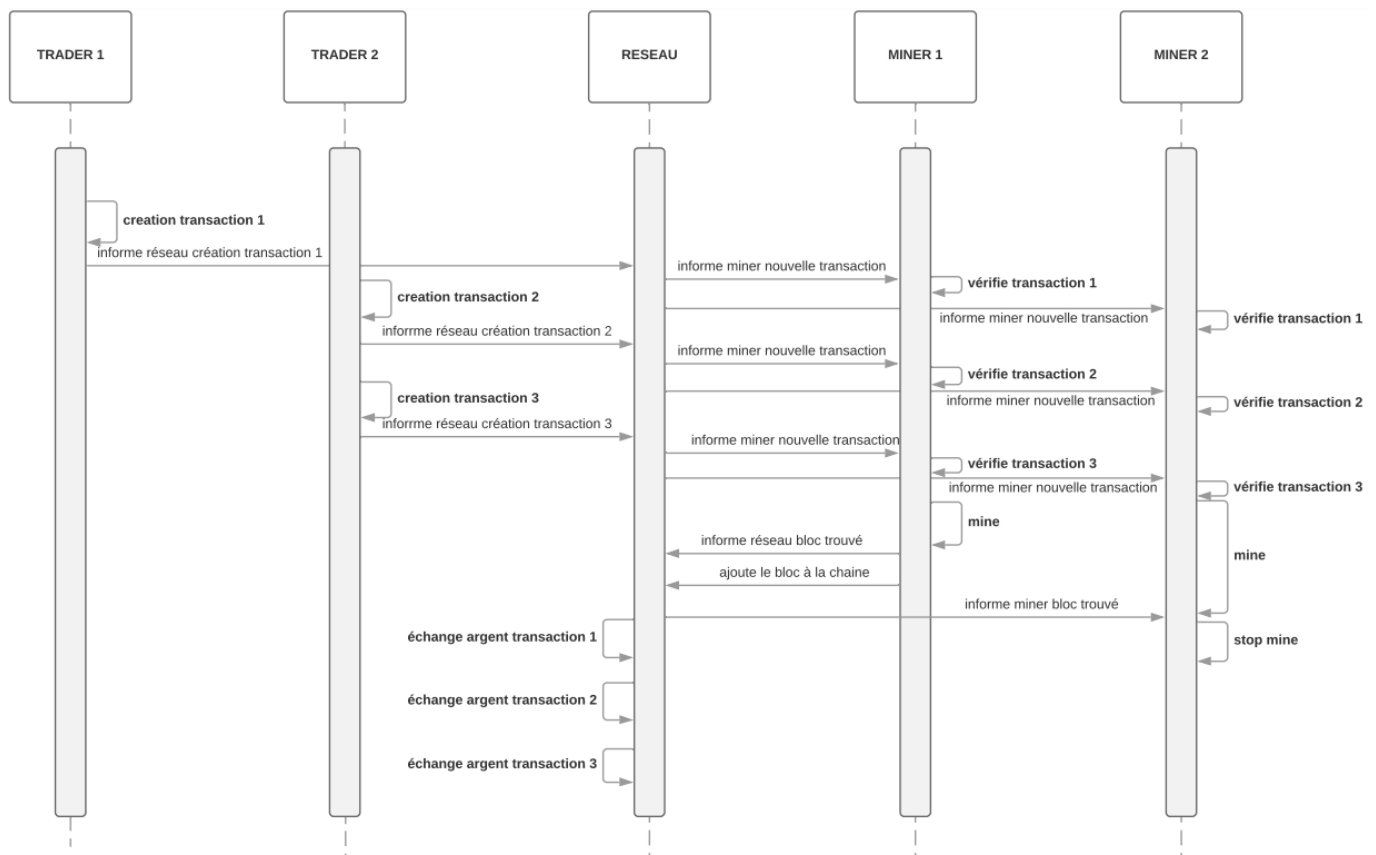 TRADER 1
TRADER 2
RESEAU
MINER 1
MINER 2
creation transaction 1
informe réseau création transaction 1
informe miner nouvelle transaction
vérifie transaction 1
creation transaction 2
informe miner nouvelle transaction
vérifie transaction 1
inforrme réseau création transaction 2
informe miner nouvelle transaction
vérifie transaction 2
creation transaction 3
informe miner nouvelle transaction
vérifie transaction 2
inforrme réseau création transaction 3
informe miner nouvelle transaction
vérifie transaction 3
informe miner nouvelle transaction
vérifie transaction 3
mine
informe réseau bloc trouvé
mine
ajoute le bloc à la chaine
informe miner bloc trouvé
échange argent transaction 1
stop mine
échange argent transaction 2
échange argent transaction 3